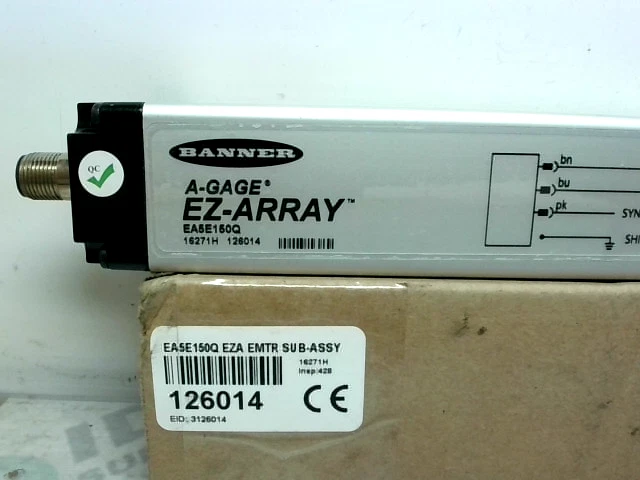 QC
BANNER
A-GAGE®
EZ-ARRAY™
EA5E150Q
16271H 126014
bn
bu
pk
SYN
SHI
EA5E150Q EZA EMTR SUB-ASSY
16271H
Insp:428
126014
CE
EID: 3126014